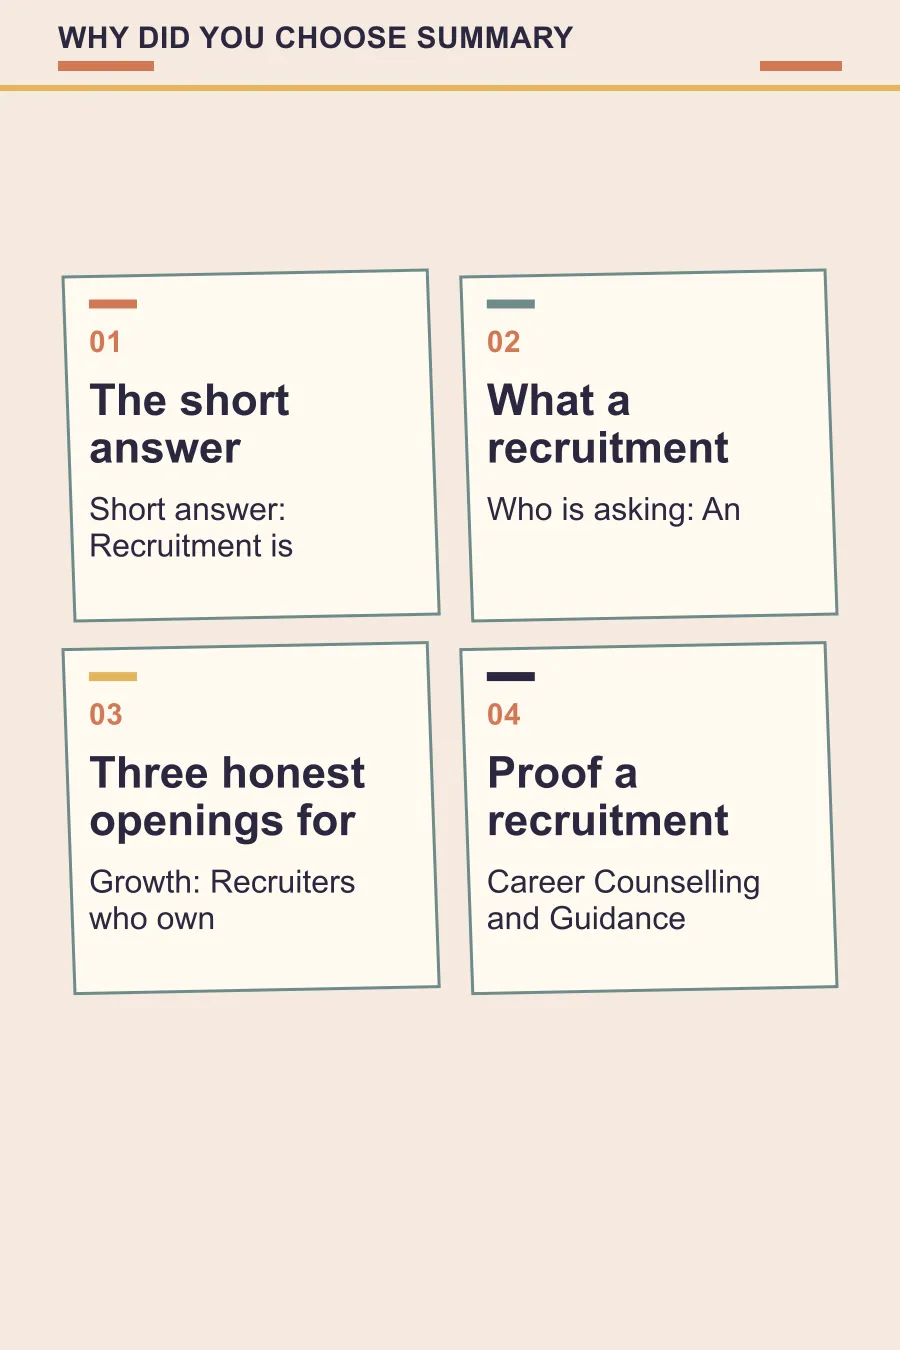 WHY DID YOU CHOOSE SUMMARY
01
The short
answer
Short answer:
Recruitment is
02
What a
recruitment
Who is asking: An
03
Three honest
openings for
Growth: Recruiters
who own
04
Proof a
recruitment
Career Counselling
and Guidance